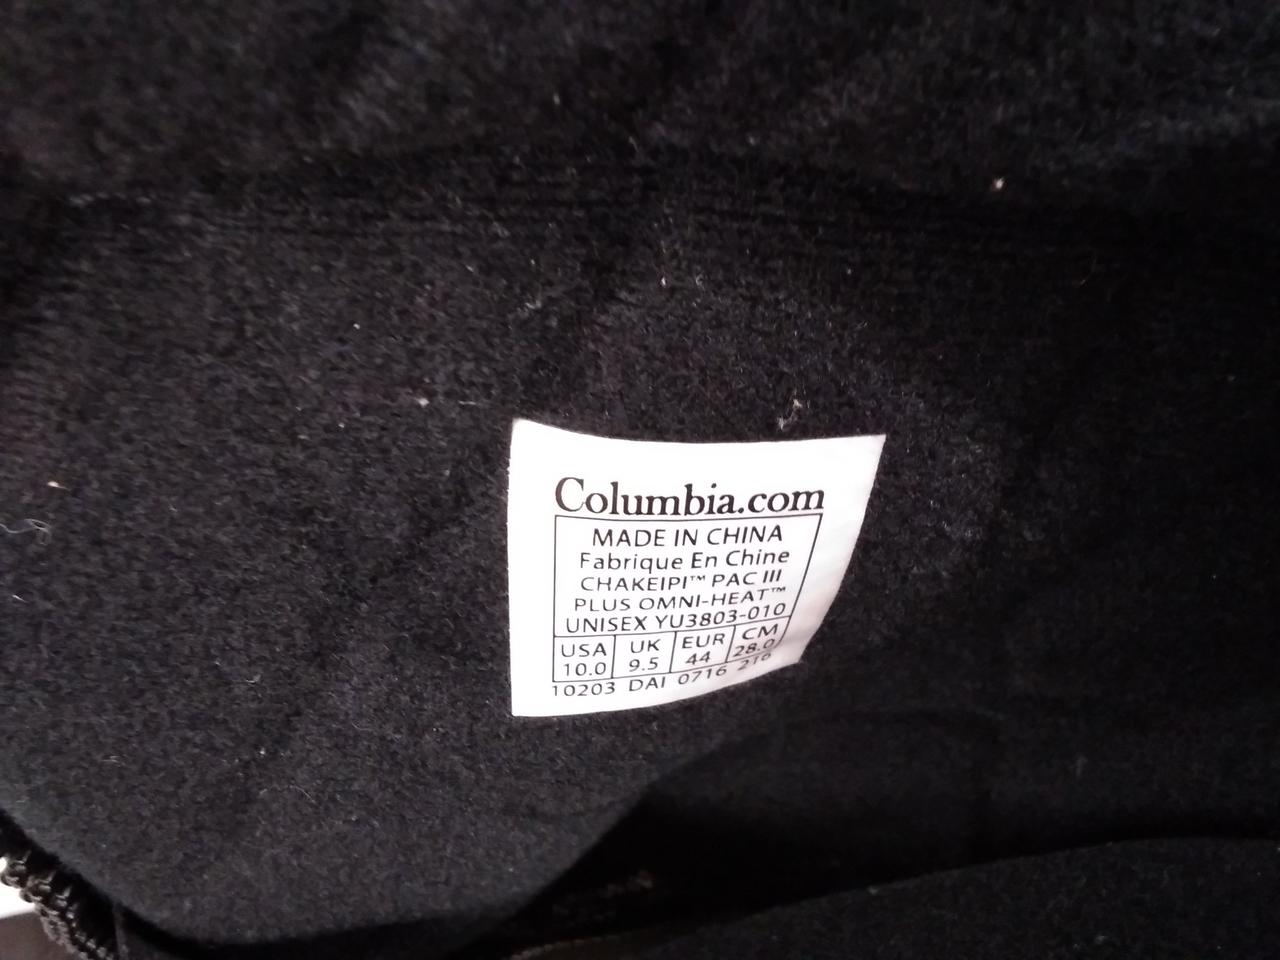 Columbia.com
MADE IN CHINA
Fabrique En Chine
CHAKEIPI™ PAC III
PLUS OMNI-HEAT™
UNISEX YU3803-010
USA UK EUR CM
10.0 9.5 44 28.0
10203 DAI 0716 210